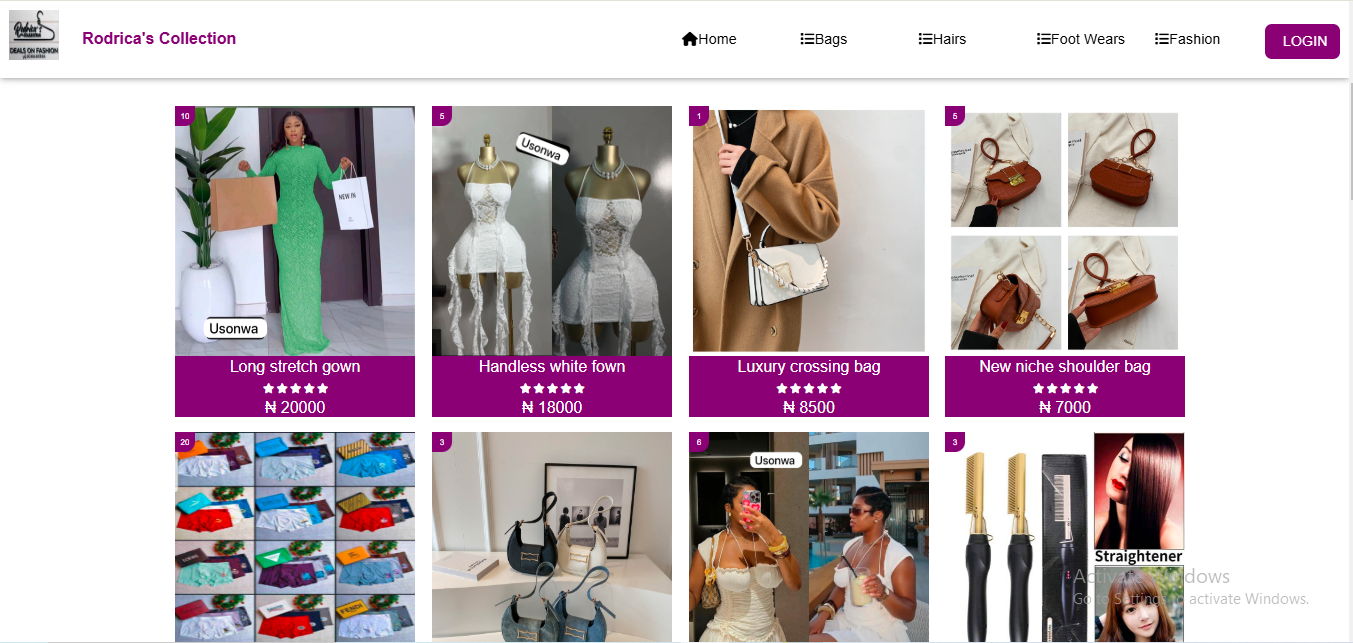 Rodrica's
DEALS ON FASHION
Rodrica's Collection
Home
Bags
Hairs
Foot Wears
Fashion
LOGIN
10
NEW IN
Usonwa
Long stretch gown
₦ 20000
5
Usonwa
Handless white fown
₦ 18000
1
Luxury crossing bag
₦ 8500
5
New niche shoulder bag
₦ 7000
20
FENDI
3
6
Usonwa
3
Straightener
Activate Windows
Go to Settings to activate Windows.